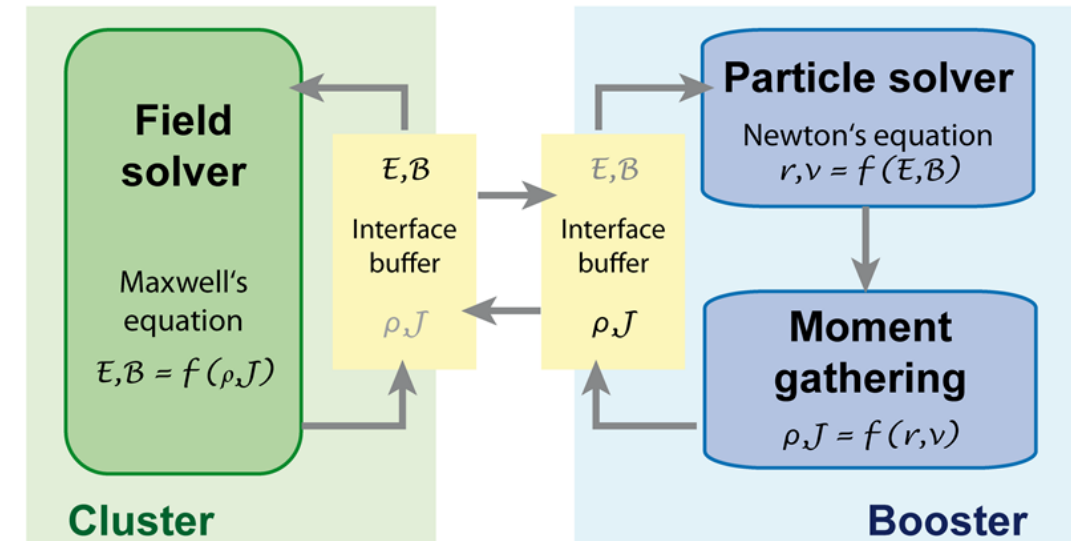 Field
solver
Maxwell‘s
equation
E,B = f(ρ,J)
E,B
Interface
buffer
ρ,J
E,B
Interface
buffer
ρ,J
Particle solver
Newton‘s equation
r,v = f(E,B)
Moment
gathering
ρ,J = f(r,v)
Cluster
Booster